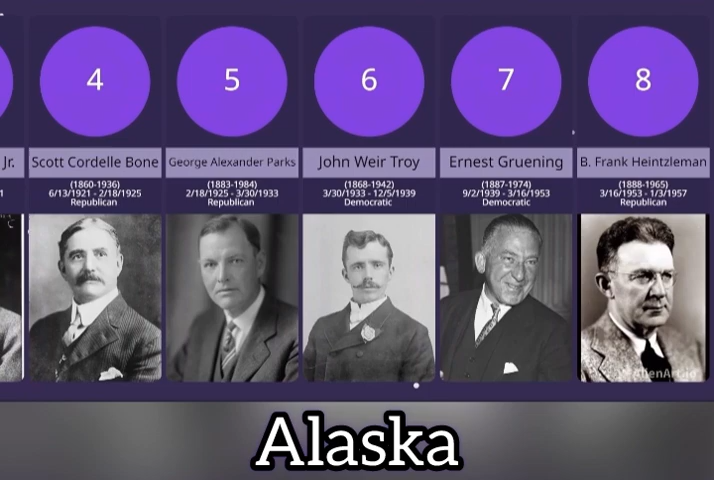 4
5
6
7
8
Jr.
Scott Cordelle Bone
George Alexander Parks
John Weir Troy
Ernest Gruening
B. Frank Heintzleman
1
(1860-1936)
6/13/1921 - 2/18/1925
Republican
(1883-1984)
2/18/1925 - 3/30/1933
Republican
(1868-1942)
3/30/1933 - 12/5/1939
Democratic
(1887-1974)
9/2/1939 - 3/16/1953
Democratic
(1888-1965)
3/16/1953 - 1/3/1957
Republican
Alaska